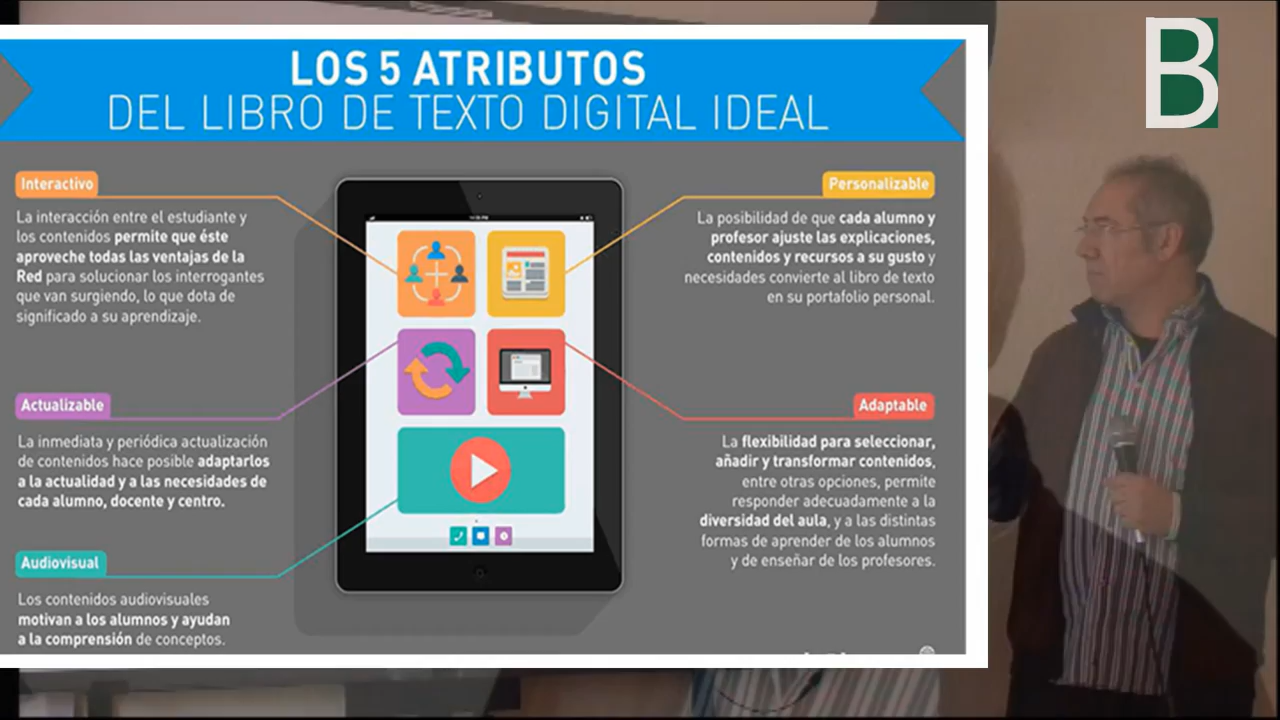 B
LOS 5 ATRIBUTOS
DEL LIBRO DE TEXTO DIGITAL IDEAL
Interactivo
La interacción entre el estudiante y
los contenidos permite que éste
aproveche todas las ventajas de la
Red para solucionar los interrogantes
que van surgiendo, lo que dota de
significado a su aprendizaje.
Actualizable
La inmediata y periódica actualización
de contenidos hace posible adaptarlos
a la actualidad y a las necesidades de
cada alumno, docente y centro.
Audiovisual
Los contenidos audiovisuales
motivan a los alumnos y ayudan
a la comprensión de conceptos.
Personalizable
La posibilidad de que cada alumno y
profesor ajuste las explicaciones,
contenidos y recursos a su gusto y
necesidades convierte al libro de texto
en su portafolio personal.
Adaptable
La flexibilidad para seleccionar,
añadir y transformar contenidos,
entre otras opciones, permite
responder adecuadamente a la
diversidad del aula, y a las distintas
formas de aprender de los alumnos
y de enseñar de los profesores.